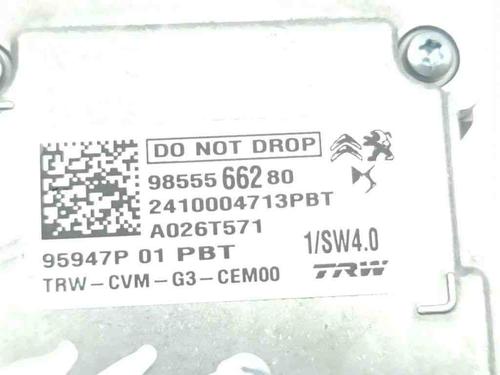 DO NOT DROP
98555 662 80
2410004713PBT
A026T571
95947P 01 PBT 1/SW4.0
TRW-CVM-G3-CEM00 TRW